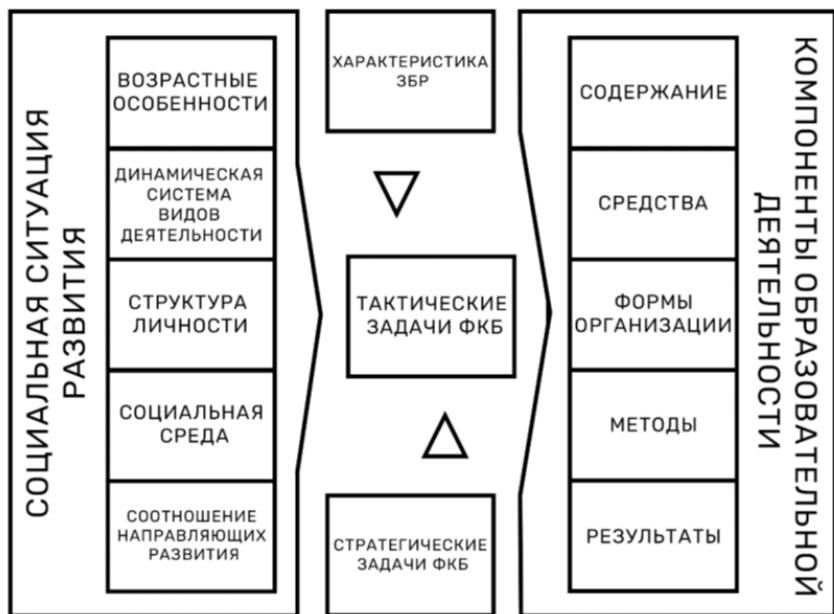 СОЦИАЛЬНАЯ СИТУАЦИЯ
РАЗВИТИЯ
ВОЗРАСТНЫЕ
ОСОБЕННОСТИ
ДИНАМИЧЕСКАЯ
СИСТЕМА
ВИДОВ
ДЕЯТЕЛЬНОСТИ
СТРУКТУРА
ЛИЧНОСТИ
СОЦИАЛЬНАЯ
СРЕДА
СООТНОШЕНИЕ
НАПРАВЛЯЮЩИХ
РАЗВИТИЯ
ХАРАКТЕРИСТИКА
ЗБР
ТАКТИЧЕСКИЕ
ЗАДАЧИ ФКБ
СТРАТЕГИЧЕСКИЕ
ЗАДАЧИ ФКБ
СОДЕРЖАНИЕ
СРЕДСТВА
ФОРМЫ
ОРГАНИЗАЦИИ
МЕТОДЫ
РЕЗУЛЬТАТЫ
КОМПОНЕНТЫ ОБРАЗОВАТЕЛЬНОЙ
ДЕЯТЕЛЬНОСТИ